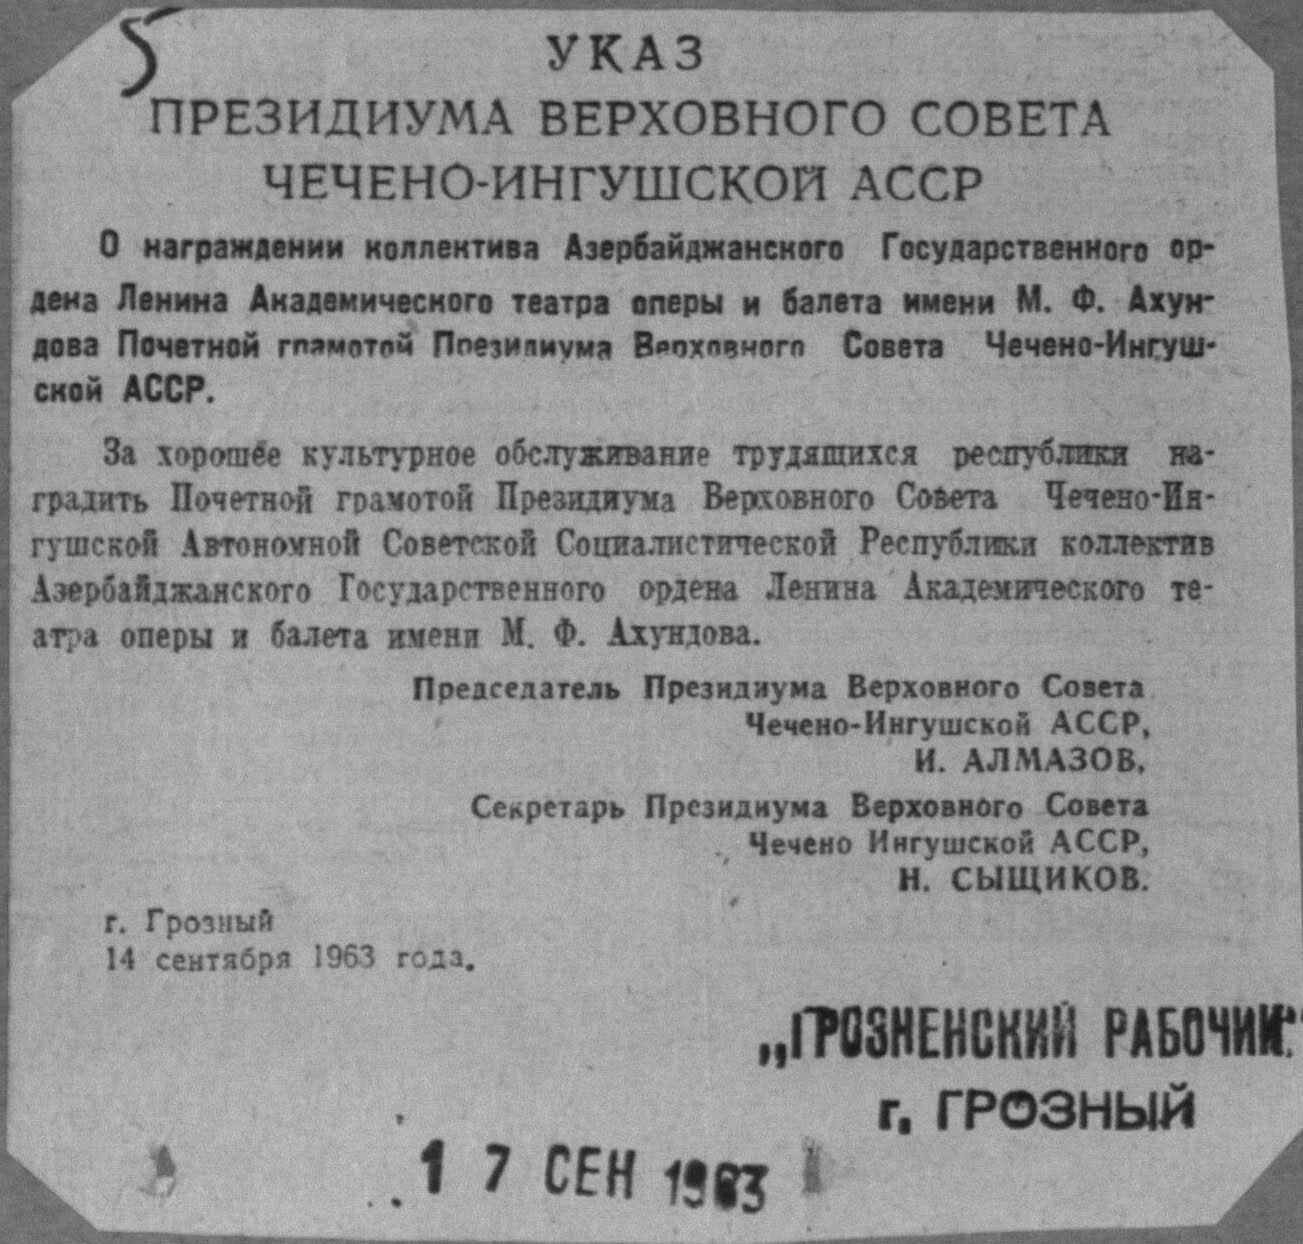 5
УКАЗ
ПРЕЗИДИУМА ВЕРХОВНОГО СОВЕТА
ЧЕЧЕНО-ИНГУШСКОЙ АССР
О награждении коллектива Азербайджанского Государственного ор-
дена Ленина Академического театра оперы и балета имени М. Ф. Ахун-
дова Почетной грамотой Президиума Верховного Совета Чечено-Ингуш-
ской АССР.
За хорошее культурное обслуживание трудящихся республики на-
градить Почетной грамотой Президиума Верховного Совета Чечено-Ин-
гушской Автономной Советской Социалистической Республики коллектив
Азербайджанского Государственного ордена Ленина Академического те-
атра оперы и балета имени М. Ф. Ахундова.
Председатель Президиума Верховного Совета
Чечено-Ингушской АССР,
И. АЛМАЗОВ.
Секретарь Президиума Верховного Совета
Чечено Ингушской АССР,
Н. СЫЩИКОВ.
г. Грозный
14 сентября 1963 года.
„ГРОЗНЕНСКИЙ РАБОЧИЙ"
г. ГРОЗНЫЙ
17 СЕН 1963